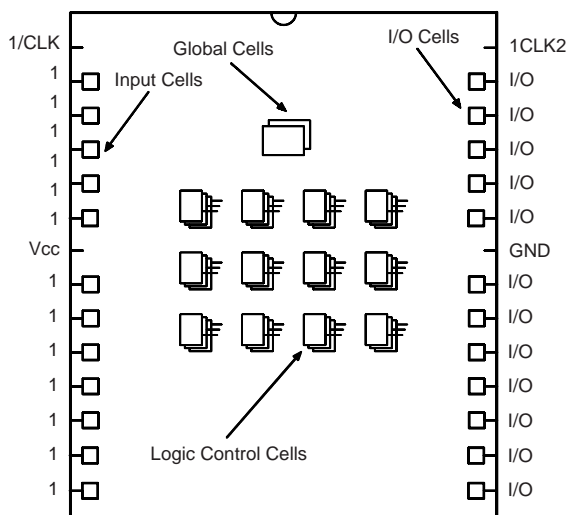 1/CLK
Global Cells
I/O Cells
1CLK2
1
Input Cells
I/O
1
I/O
1
I/O
1
I/O
1
1
I/O
Vcc
GND
1
I/O
1
I/O
1
I/O
1
I/O
1
I/O
1
Logic Control Cells
I/O
1
I/O